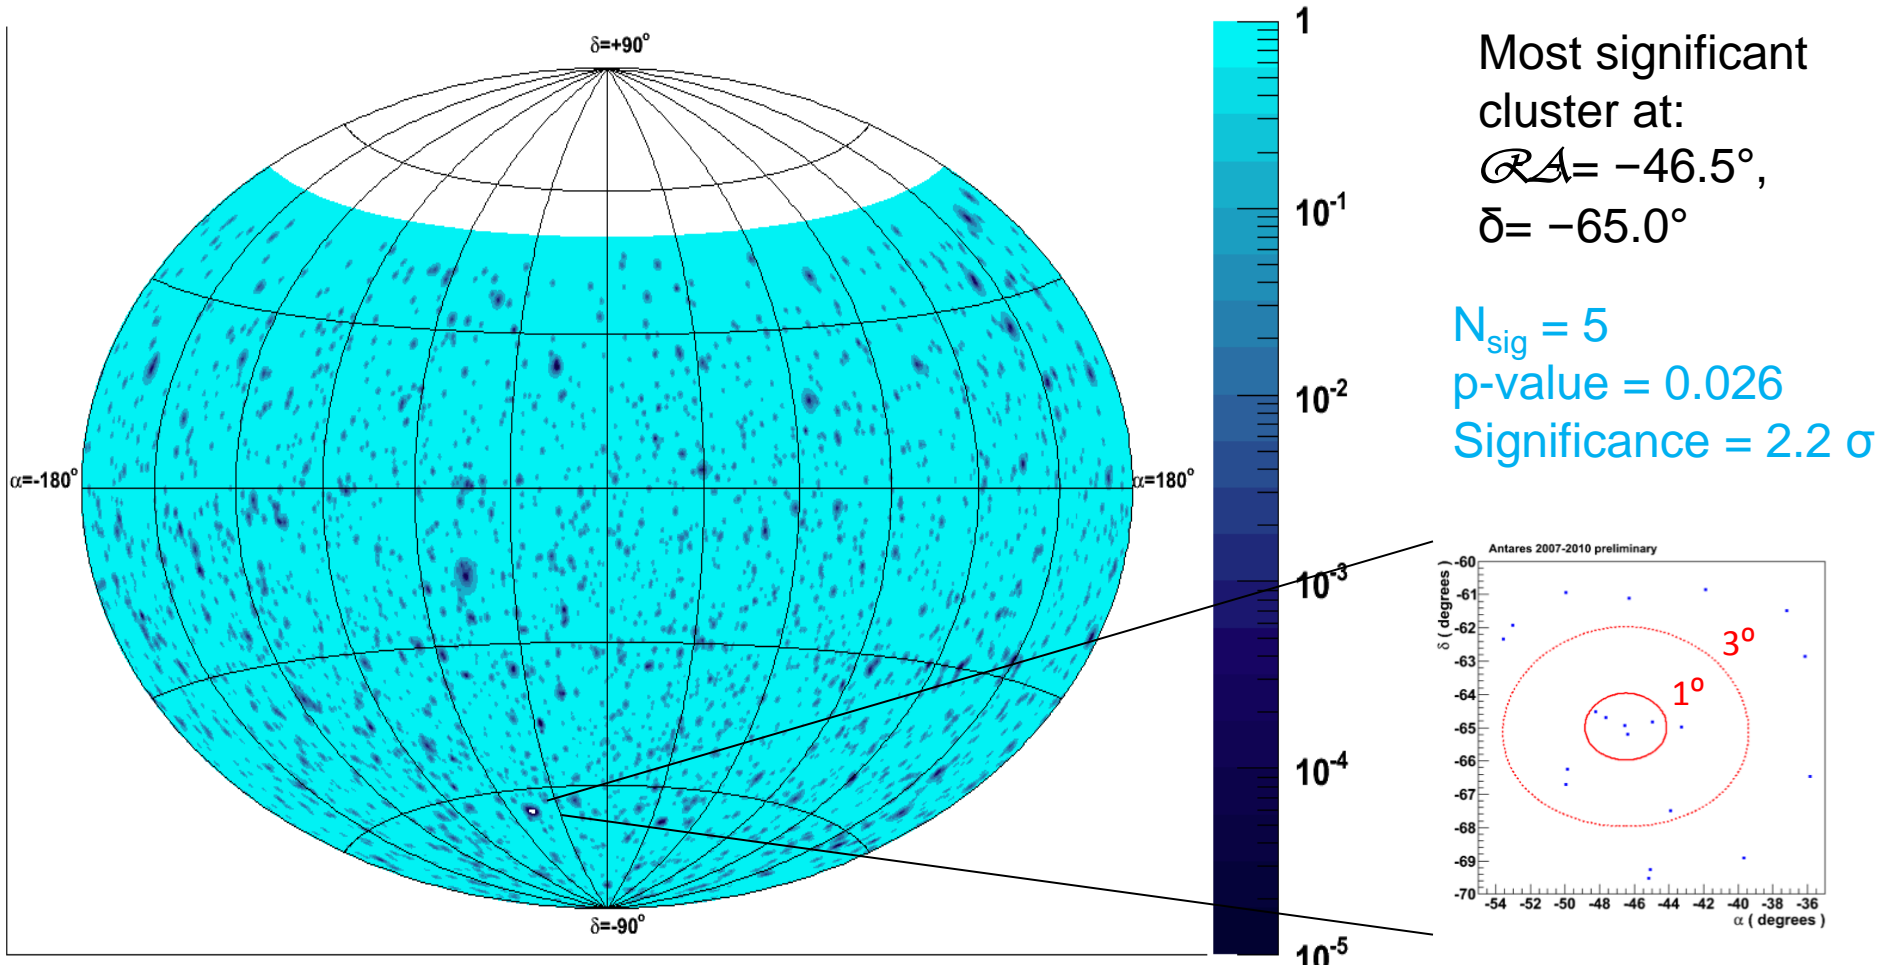 δ=+90°
α=-180°
α=180°
δ=-90°
1
10⁻¹
10⁻²
10⁻³
10⁻⁴
10⁻⁵
Most significant
cluster at:
RA= −46.5°,
δ= −65.0°
Nsig = 5
p-value = 0.026
Significance = 2.2 σ
Antares 2007-2010 preliminary
δ ( degrees )
-60
-61
-62
-63
-64
-65
-66
-67
-68
-69
-70
3º
1º
-54 -52 -50 -48 -46 -44 -42 -40 -38 -36
α ( degrees )